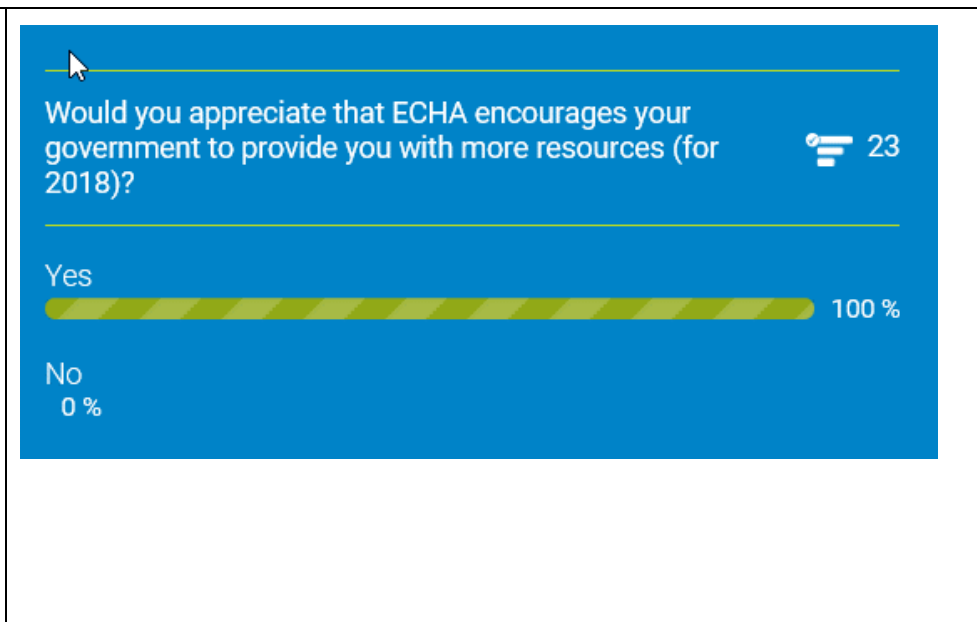 Would you appreciate that ECHA encourages your
government to provide you with more resources (for
2018)?
23
Yes
100 %
No
0 %